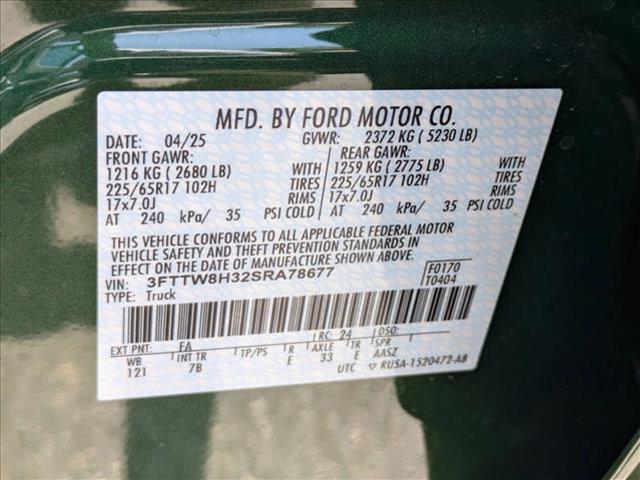 MFD. BY FORD MOTOR CO.
DATE: 04/25 GVWR: 2372 KG ( 5230 LB)
FRONT GAWR: REAR GAWR:
1216 KG ( 2680 LB) WITH 1259 KG ( 2775 LB) WITH
225/65R17 102H TIRES 225/65R17 102H TIRES
17x7.0J RIMS 17x7.0J RIMS
AT 240 kPa/ 35 PSI COLD AT 240 kPa/ 35 PSI COLD
THIS VEHICLE CONFORMS TO ALL APPLICABLE FEDERAL MOTOR
VEHICLE SAFETY AND THEFT PREVENTION STANDARDS IN
EFFECT ON THE DATE OF MANUFACTURE SHOWN ABOVE.
VIN: 3FTTW8H32SRA78677 F0170
TYPE: Truck T0404
EXT PNT: FA RC: 24 DSO:
WB INT TR TP/PS R AXLE TR SPR
121 7B E 33 E AASZ
UTC ▽ RU5A-1520472-AB